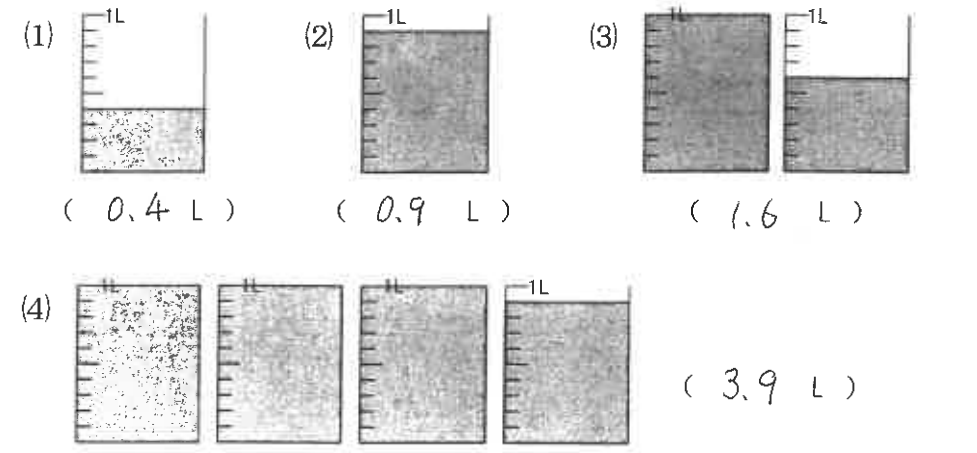 (1) 1L (2) 1L (3) 1L 1L
( 0.4 L ) ( 0.9 L ) ( 1.6 L )
(4) 1L 1L 1L 1L
( 3.9 L )